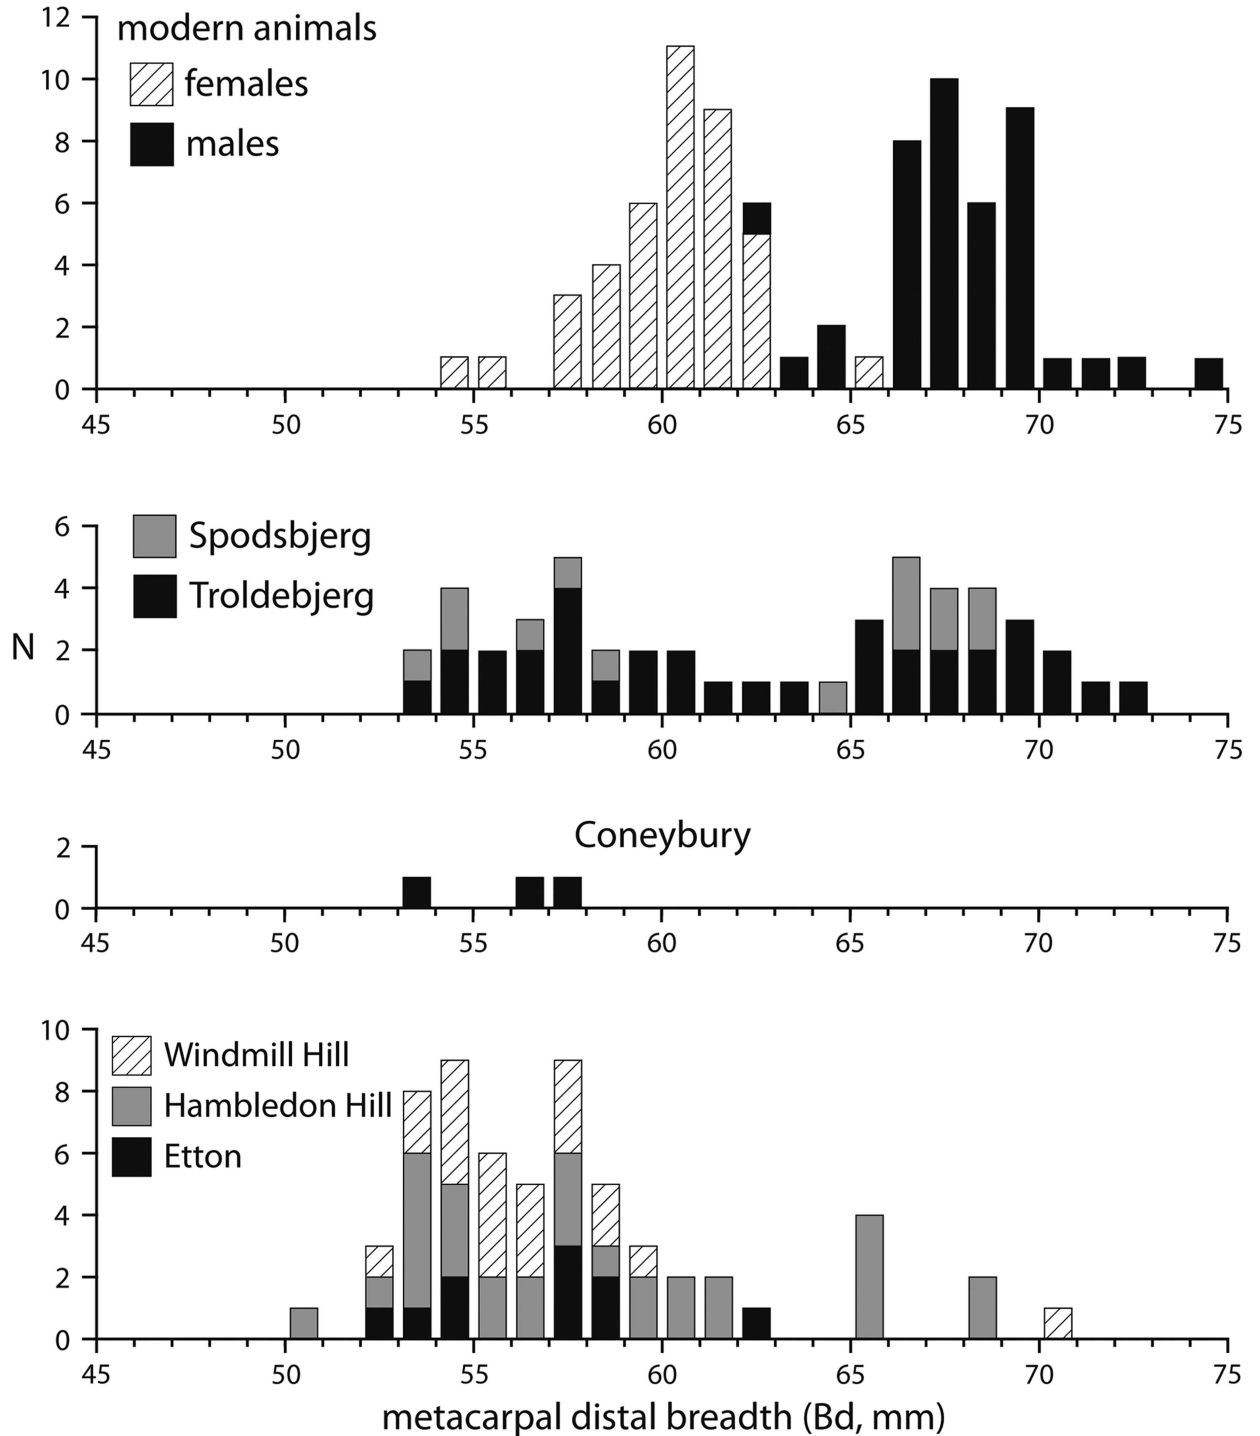 modern animals
females
males
12
10
8
6
4
2
0
45 50 55 60 65 70 75
Spodsbjerg
Troldebjerg
N
6
4
2
0
45 50 55 60 65 70 75
Coneybury
2
0
45 50 55 60 65 70 75
Windmill Hill
Hambledon Hill
Etton
10
8
6
4
2
0
45 50 55 60 65 70 75
metacarpal distal breadth (Bd, mm)